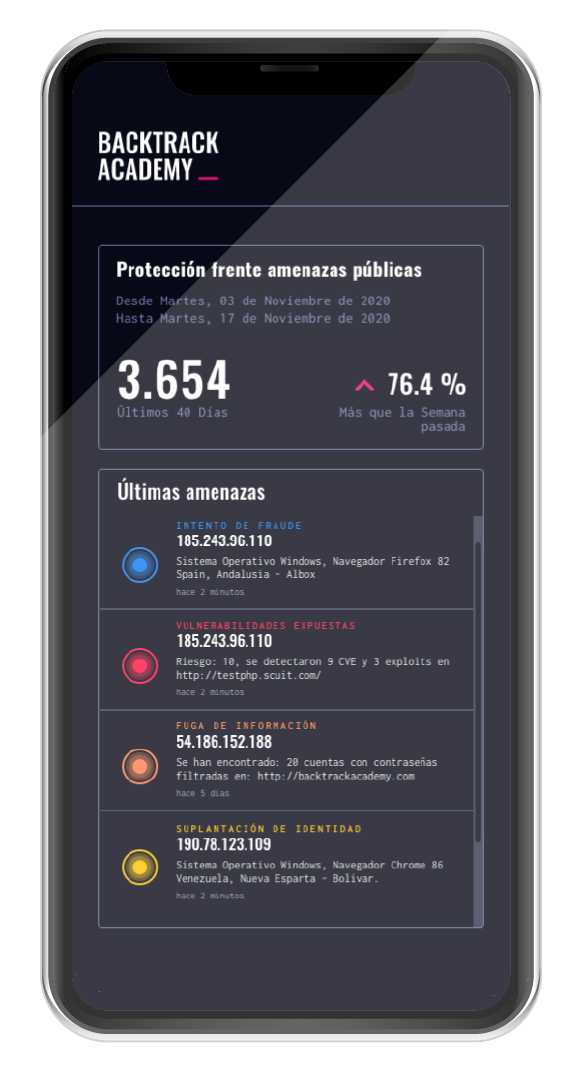 BACKTRACK
ACADEMY
Protección frente amenazas públicas
Desde Martes, 03 de Noviembre de 2020
Hasta Martes, 17 de Noviembre de 2020
3.654
Últimos 40 Días
76.4 %
Más que la Semana
pasada
Últimas amenazas
INTENTO DE FRAUDE
185.243.96.110
Sistema Operativo Windows, Navegador Firefox 82
Spain, Andalusia - Albox
hace 2 minutos
VULNERABILIDADES EXPUESTAS
185.243.96.110
Riesgo: 10, se detectaron 9 CVE y 3 exploits en
http://testphp.scuit.com/
hace 2 minutos
FUGA DE INFORMACIÓN
54.186.152.188
Se han encontrado: 20 cuentas con contraseñas
filtradas en: http://backtrackacademy.com
hace 5 días
SUPLANTACIÓN DE IDENTIDAD
190.78.123.109
Sistema Operativo Windows, Navegador Chrome 86
Venezuela, Nueva Esparta - Bolivar.
hace 2 minutos